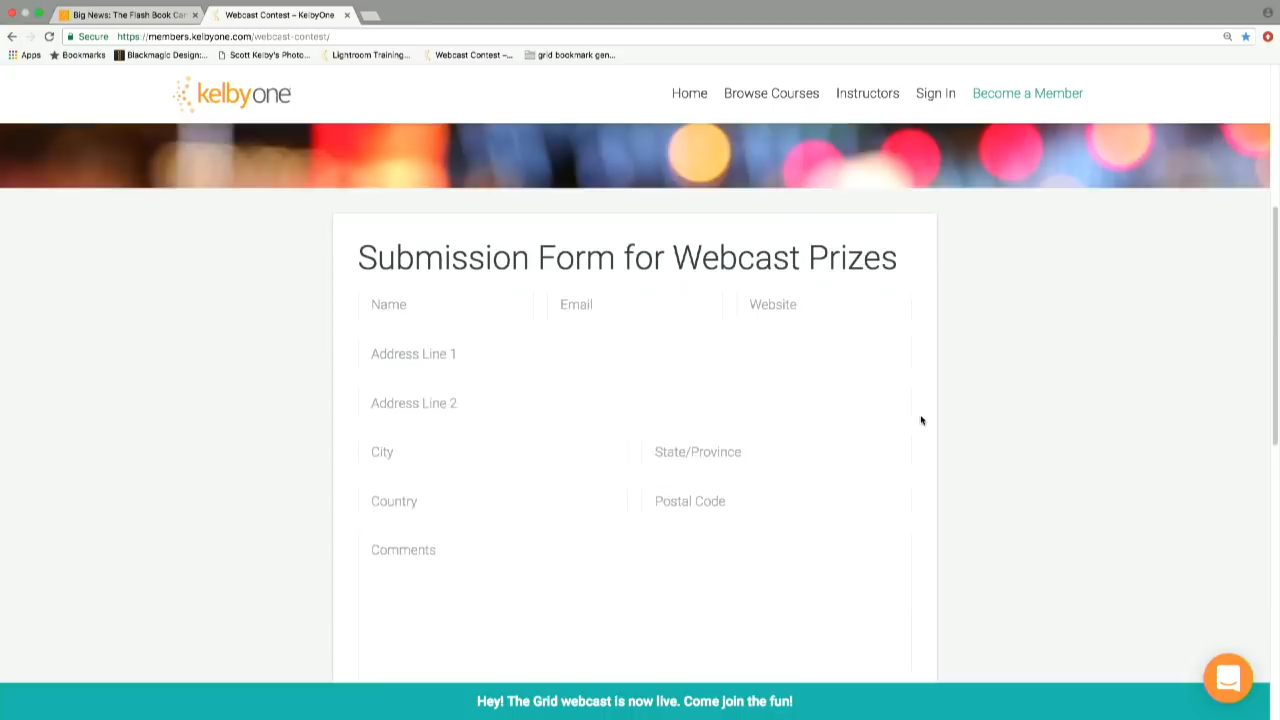 Big News: The Flash Book Car
Webcast Contest – KelbyOne
Secure https://members.kelbyone.com/webcast-contest/
Apps Bookmarks Blackmagic Design:... Scott Kelby's Photo... Lightroom Training... Webcast Contest –... grid bookmark gen...
kelbyone
Home Browse Courses Instructors Sign In Become a Member
Submission Form for Webcast Prizes
Name Email Website
Address Line 1
Address Line 2
City State/Province
Country Postal Code
Comments
Hey! The Grid webcast is now live. Come join the fun!